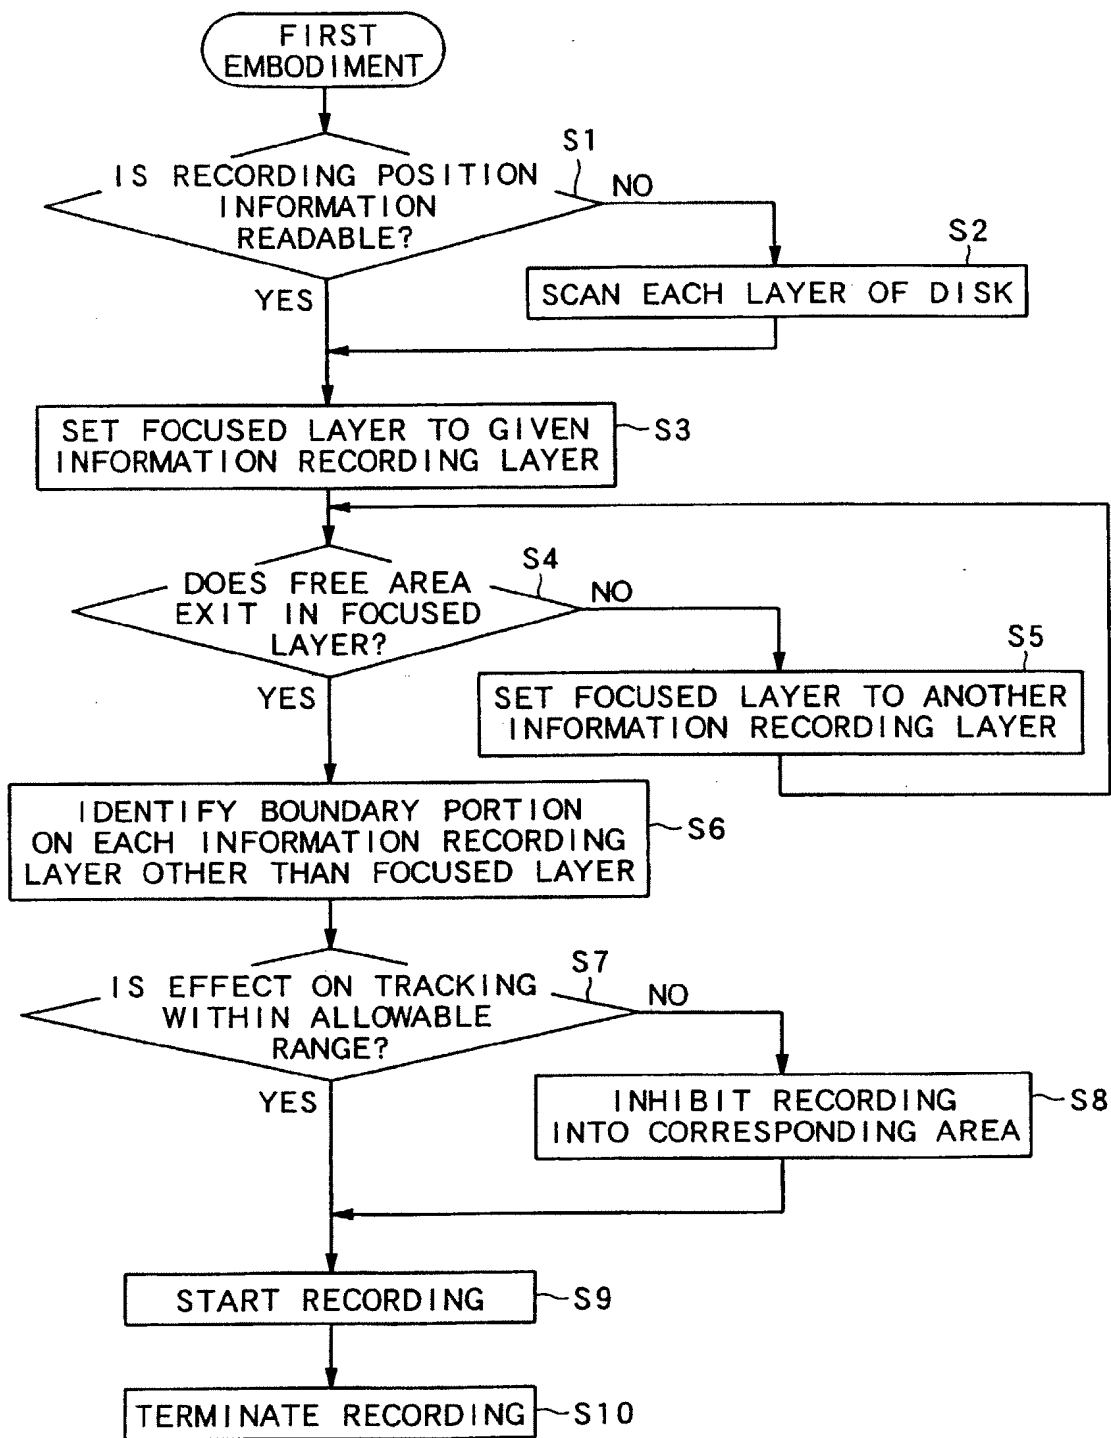 FIRST
EMBODIMENT
S1
IS RECORDING POSITION
INFORMATION
READABLE?
NO
YES
S2
SCAN EACH LAYER OF DISK
SET FOCUSED LAYER TO GIVEN
INFORMATION RECORDING LAYER
S3
S4
DOES FREE AREA
EXIT IN FOCUSED
LAYER?
NO
YES
S5
SET FOCUSED LAYER TO ANOTHER
INFORMATION RECORDING LAYER
IDENTIFY BOUNDARY PORTION
ON EACH INFORMATION RECORDING
LAYER OTHER THAN FOCUSED LAYER
S6
S7
IS EFFECT ON TRACKING
WITHIN ALLOWABLE
RANGE?
NO
YES
INHIBIT RECORDING
INTO CORRESPONDING AREA
S8
START RECORDING
S9
TERMINATE RECORDING
S10